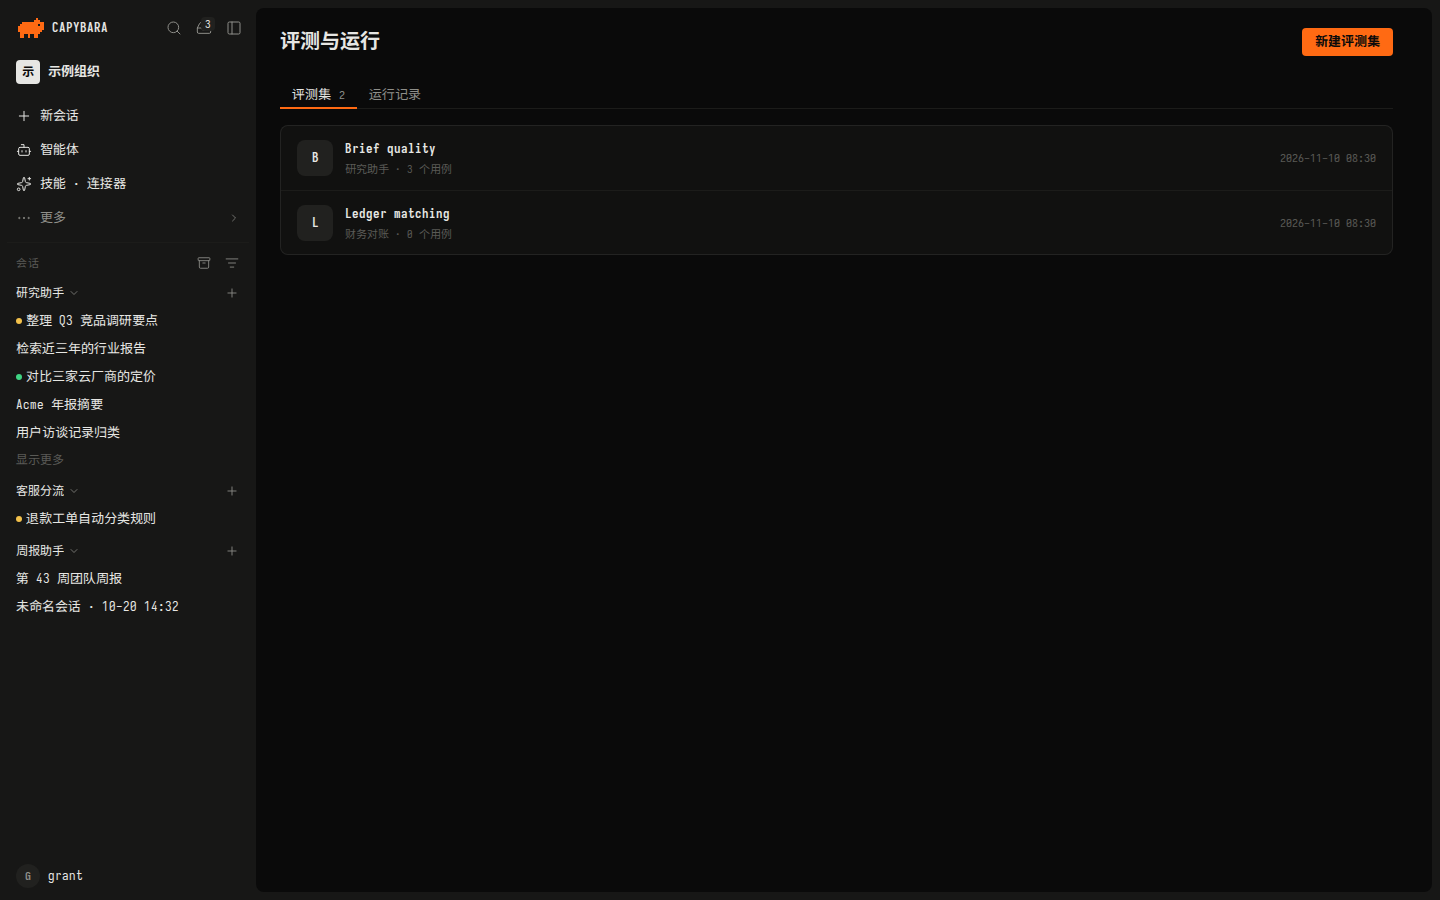 CAPYBARA
3
示 示例组织
新会话
智能体
技能 · 连接器
更多
会话
研究助手
整理 Q3 竞品调研要点
检索近三年的行业报告
对比三家云厂商的定价
Acme 年报摘要
用户访谈记录归类
显示更多
客服分流
退款工单自动分类规则
周报助手
第 43 周团队周报
未命名会话 · 10-20 14:32
G grant
评测与运行
新建评测集
评测集 2 运行记录
B
Brief quality
研究助手 · 3 个用例
2026-11-10 08:30
L
Ledger matching
财务对账 · 0 个用例
2026-11-10 08:30